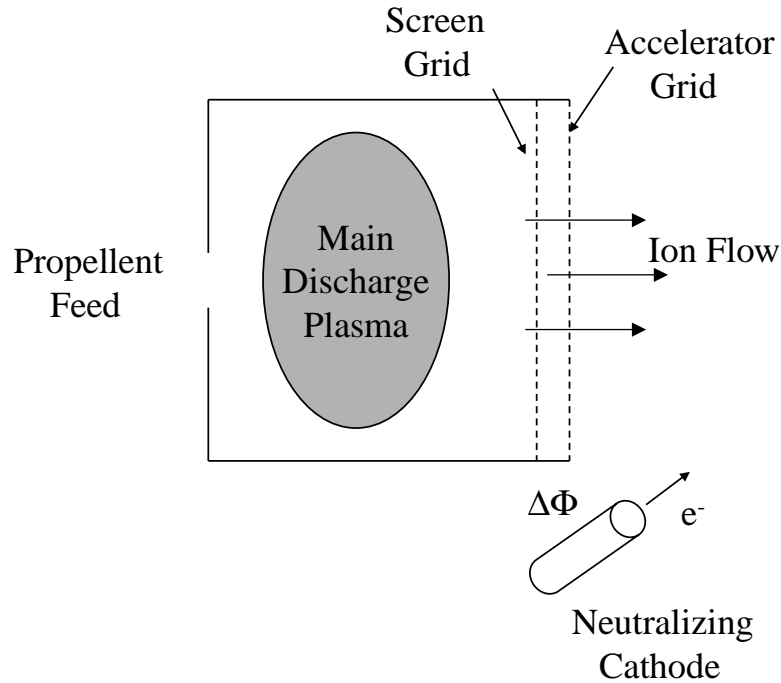 Screen
Grid
Accelerator
Grid
Propellent
Feed
Main
Discharge
Plasma
Ion Flow
ΔΦ
e-
Neutralizing
Cathode